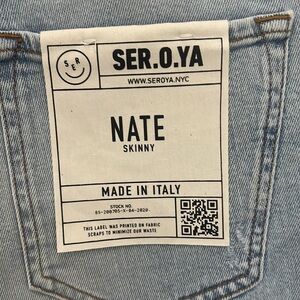 SER
SER.O.YA
WWW.SEROYA.NYC
NATE
SKINNY
MADE IN ITALY
STOCK NO.
THIS LABEL WAS PRINTED ON FABRIC
SCRAPS TO MINIMIZE OUR WASTE